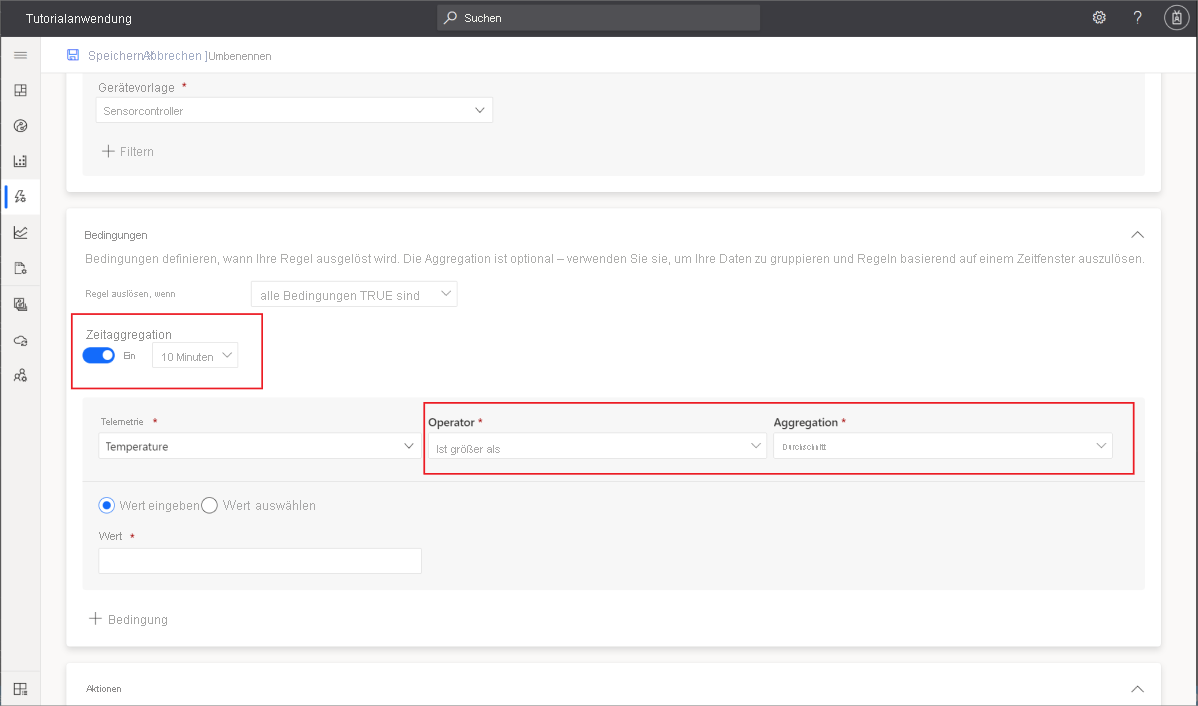 Tutorialanwendung
Suchen
?
Speichern
Abbrechen ]
Umbenennen
Gerätevorlage *
Sensorcontroller
Filtern
Bedingungen
Bedingungen definieren, wann Ihre Regel ausgelöst wird. Die Aggregation ist optional – verwenden Sie sie, um Ihre Daten zu gruppieren und Regeln basierend auf einem Zeitfenster auszulösen.
Regel auslösen, wenn
alle Bedingungen TRUE sind
Zeitaggregation
Ein
10 Minuten
Telemetrie *
Operator *
Aggregation *
Temperature
Ist größer als
Durchschnitt
Wert eingeben
Wert auswählen
Wert *
Bedingung
Aktionen